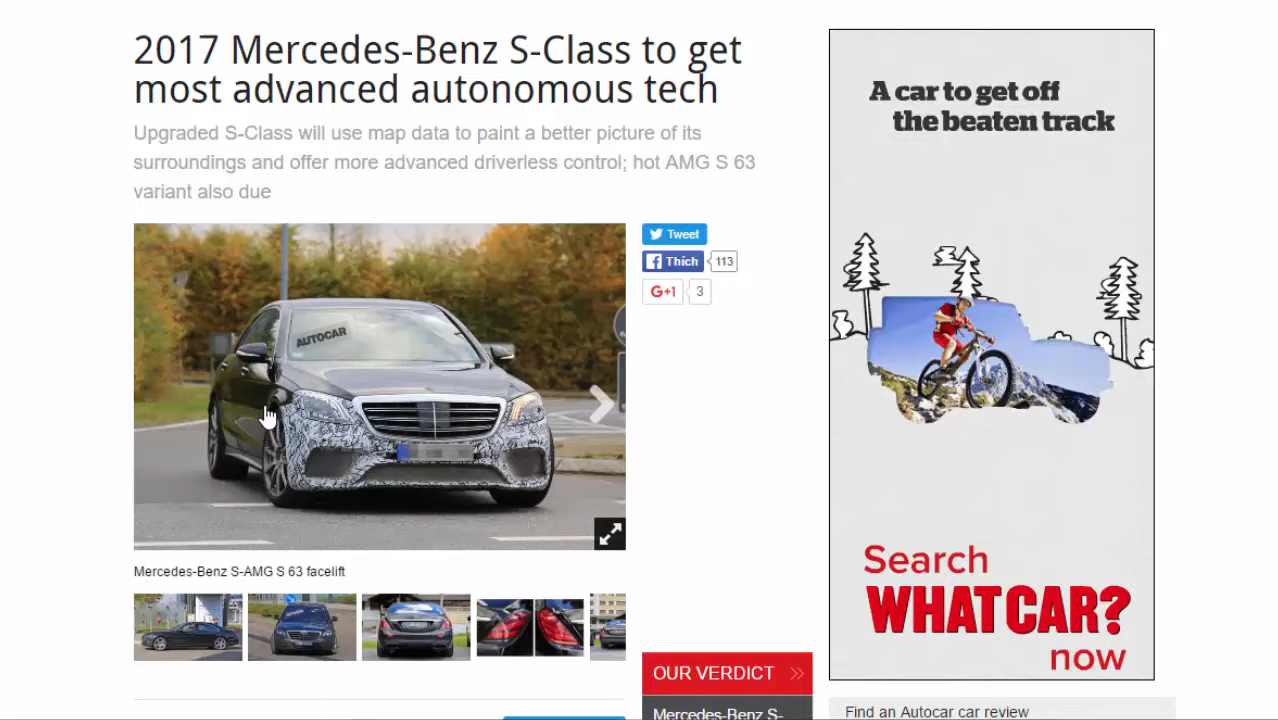 2017 Mercedes-Benz S-Class to get
most advanced autonomous tech
Upgraded S-Class will use map data to paint a better picture of its
surroundings and offer more advanced driverless control; hot AMG S 63
variant also due
AUTOCAR
Tweet
Thích 113
G+1 3
Mercedes-Benz S-AMG S 63 facelift
OUR VERDICT
Mercedes-Benz S-
A car to get off
the beaten track
Search
WHAT CAR?
now
Find an Autocar car review